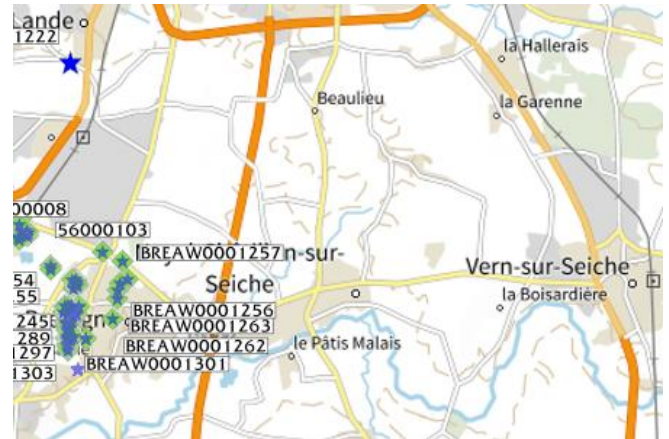 Lande
1222
la Hallerais
Beaulieu
la Garenne
00008
56000103
BREAW0001257
n-sur-
Seiche
Vern-sur-Seiche
54
55
la Boisardière
BREAW0001256
245
BREAW0001263
289
BREAW0001262
le Pâtis Malais
1297
BREAW0001301
1303